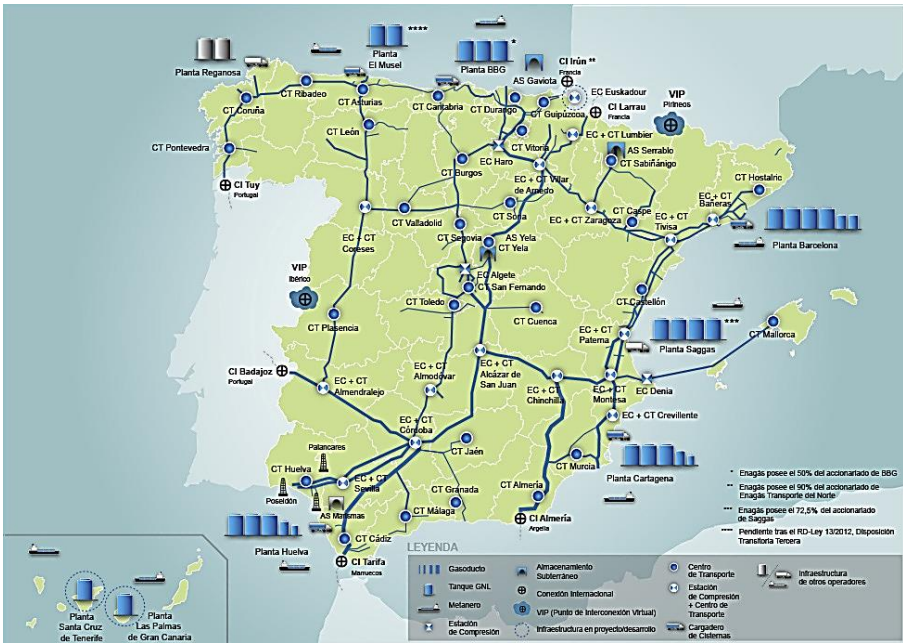 ****
Planta
El Musel
*
Planta BBG
AS Gaviota
CI Irún **
Francia
EC Euskadour
CI Larrau
Francia
VIP
Pirineos
Planta Reganosa
CT Coruña
CT Ribadeo
CT Asturias
CT Cantabria
CT Durango
CT Guipúzcoa
CT Pontevedra
CT León
CT Vitoria
EC Haro
EC + CT Lumbier
AS Serrablo
CT Sabiñánigo
CI Tuy
Portugal
CT Burgos
EC + CT Vilar
de Arnedo
CT Hostalric
EC + CT
Bañeras
EC + CT
Coreses
CT Valladolid
CT Soria
EC + CT Zaragoza
CT Caspe
EC + CT
Tivisa
Planta Barcelona
CT Segovia
AS Yela
CT Yela
VIP
Ibérico
EC Algete
CT San Fernando
CT Plasencia
CT Toledo
CT Cuenca
CT Castellón
EC + CT
Paterna
***
Planta Saggas
CT Mallorca
CI Badajoz
Portugal
EC + CT
Almendralejo
EC + CT
Almodóvar
EC + CT
Alcázar de
San Juan
EC + CT
Chinchilla
EC + CT
Montesa
EC Denia
EC + CT Crevillente
EC + CT
Córdoba
CT Jaén
CT Murcia
Planta Cartagena
Palancares
CT Huelva
Poseidón
EC + CT
Sevilla
AS Marismas
CT Granada
CT Málaga
CT Almería
CI Almería
Argelia
Planta Huelva
CT Cádiz
CI Tarifa
Marruecos
* Enagás posee el 50% del accionariado de BBG
** Enagás posee el 90% del accionariado de
Enagás Transporte del Norte
*** Enagás posee el 72,5% del accionariado
de Saggas
**** Pendiente tras el RD-Ley 13/2012, Disposición
Transitoria Tercera
Planta
Santa Cruz
de Tenerife
Planta
Las Palmas
de Gran Canaria
LEYENDA
Gasoducto
Tanque GNL
Metanero
Estación
de Compresión
Almacenamiento
Subterráneo
Conexión Internacional
VIP (Punto de Interconexión Virtual)
Infraestructura en proyecto/desarrollo
Centro
de Transporte
Estación
de Compresión
+ Centro de
Transporte
Cargadero
de Cisternas
Infraestructura
de otros operadores